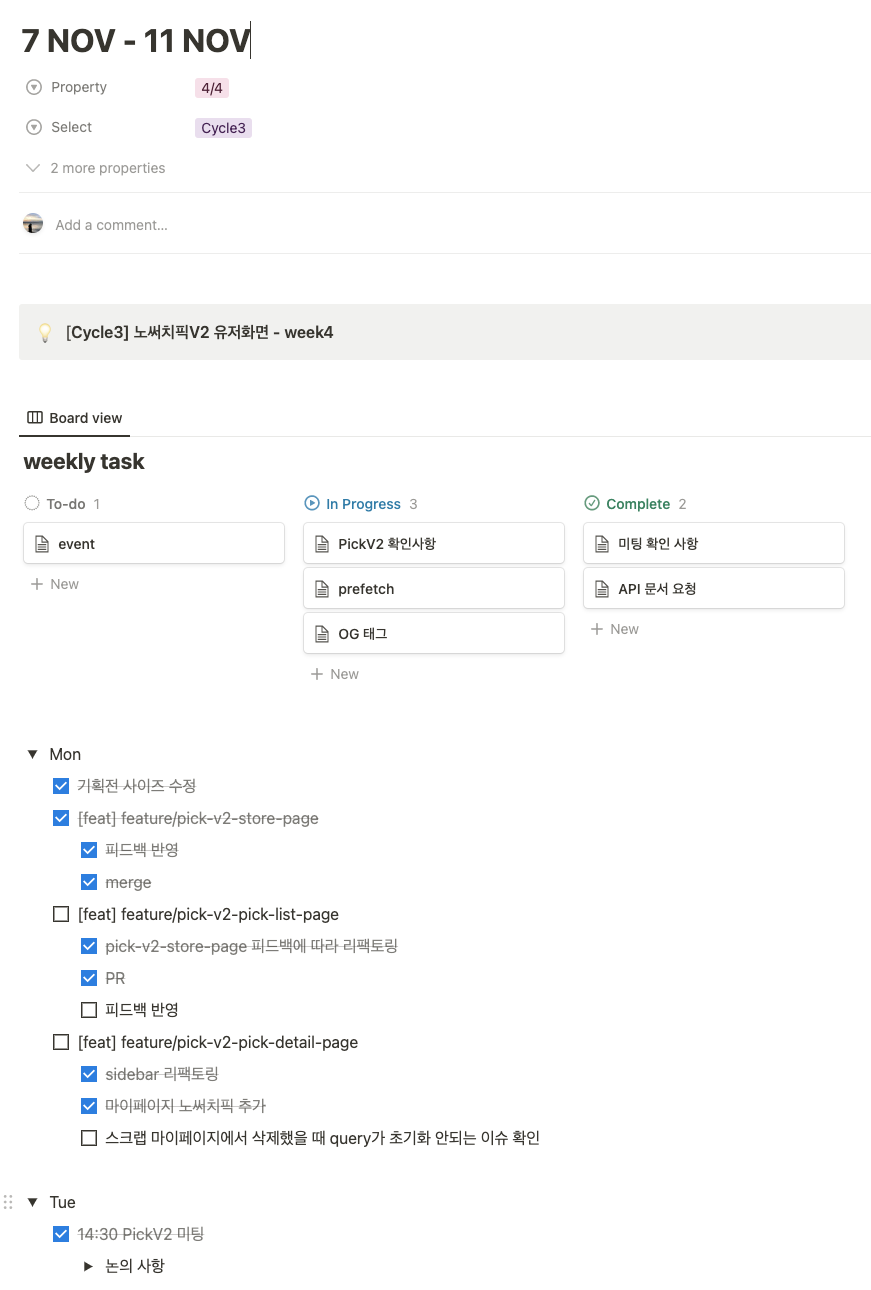 7 NOV - 11 NOV
Property 4/4
Select Cycle3
2 more properties
Add a comment...
[Cycle3] 노써치픽V2 유저화면 - week4
Board view
weekly task
To-do 1
event
New
In Progress 3
PickV2 확인사항
prefetch
OG 태그
New
Complete 2
미팅 확인 사항
API 문서 요청
New
Mon
기획전 사이즈 수정
[feat] feature/pick-v2-store-page
피드백 반영
merge
[feat] feature/pick-v2-pick-list-page
pick-v2-store-page 피드백에 따라 리팩토링
PR
피드백 반영
[feat] feature/pick-v2-pick-detail-page
sidebar 리팩토링
마이페이지 노써치픽 추가
스크랩 마이페이지에서 삭제했을 때 query가 초기화 안되는 이슈 확인
Tue
14:30 PickV2 미팅
논의 사항